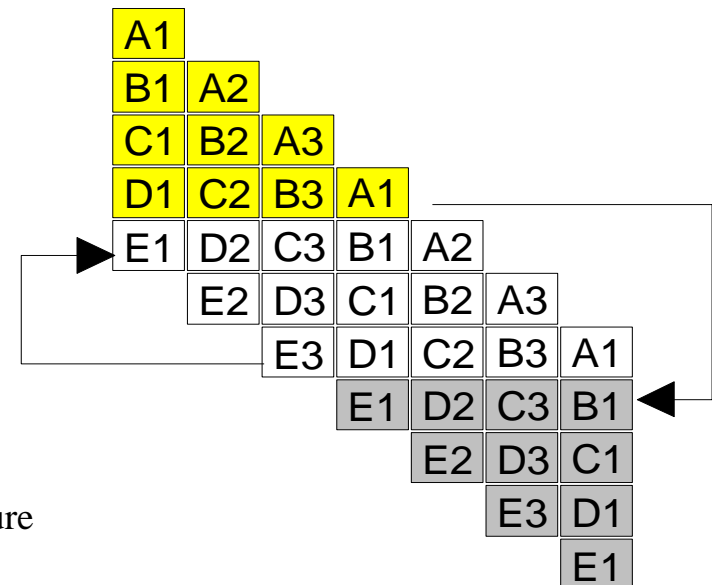 A1
B1 A2
C1 B2 A3
D1 C2 B3 A1
E1 D2 C3 B1 A2
E2 D3 C1 B2 A3
E3 D1 C2 B3 A1
E1 D2 C3 B1
E2 D3 C1
ure E3 D1
E1